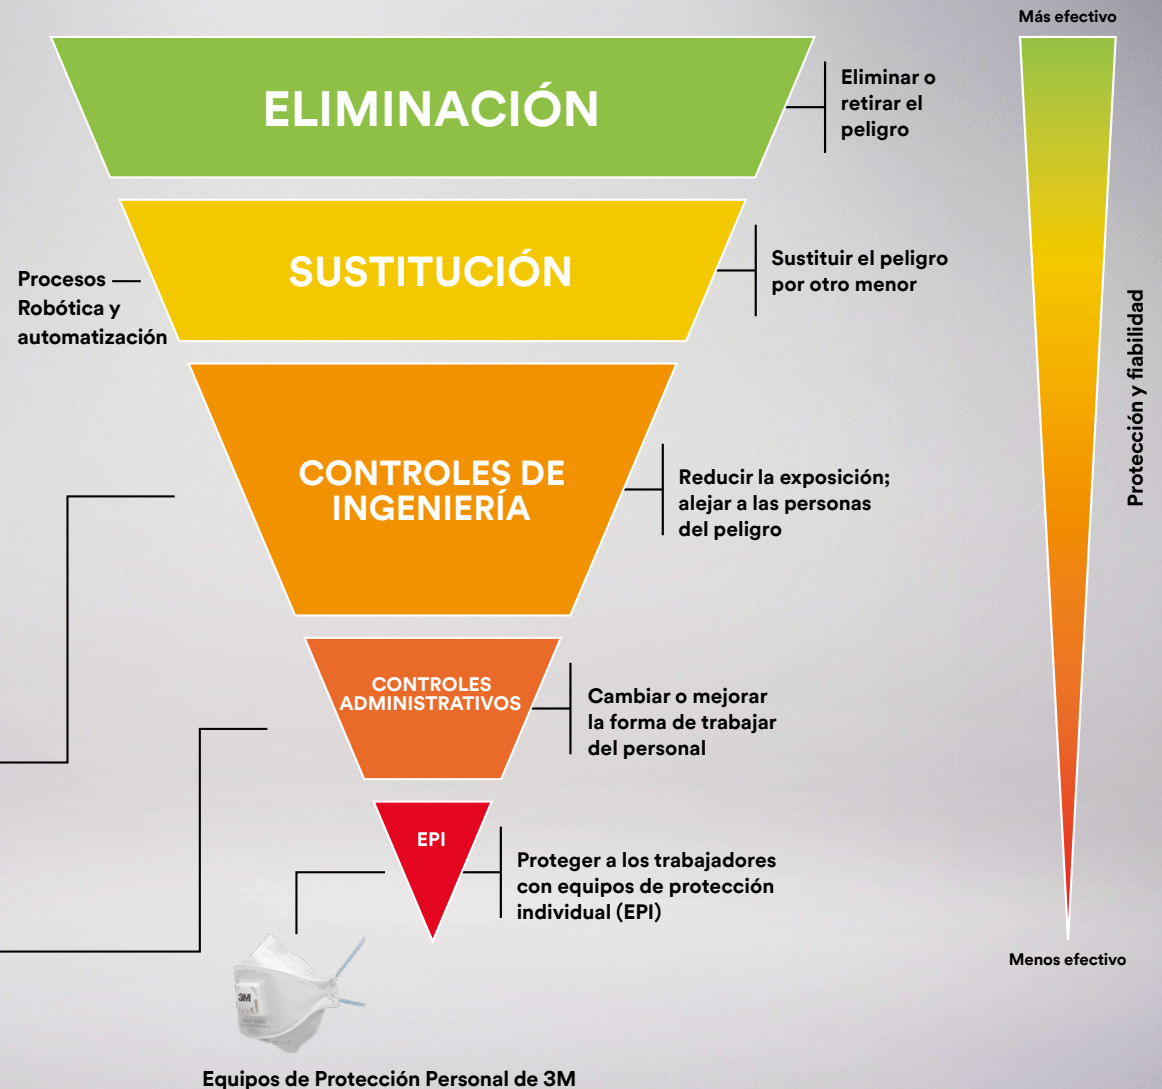 Más efectivo
ELIMINACIÓN
Eliminar o
retirar el
peligro
SUSTITUCIÓN
Sustituir el peligro
por otro menor
Procesos
Robótica y
automatización
Protección y fiabilidad
CONTROLES DE
INGENIERÍA
Reducir la exposición;
alejar a las personas
del peligro
CONTROLES
ADMINISTRATIVOS
Cambiar o mejorar
la forma de trabajar
del personal
EPI
Proteger a los trabajadores
con equipos de protección
individual (EPI)
Menos efectivo
3M
Equipos de Protección Personal de 3M